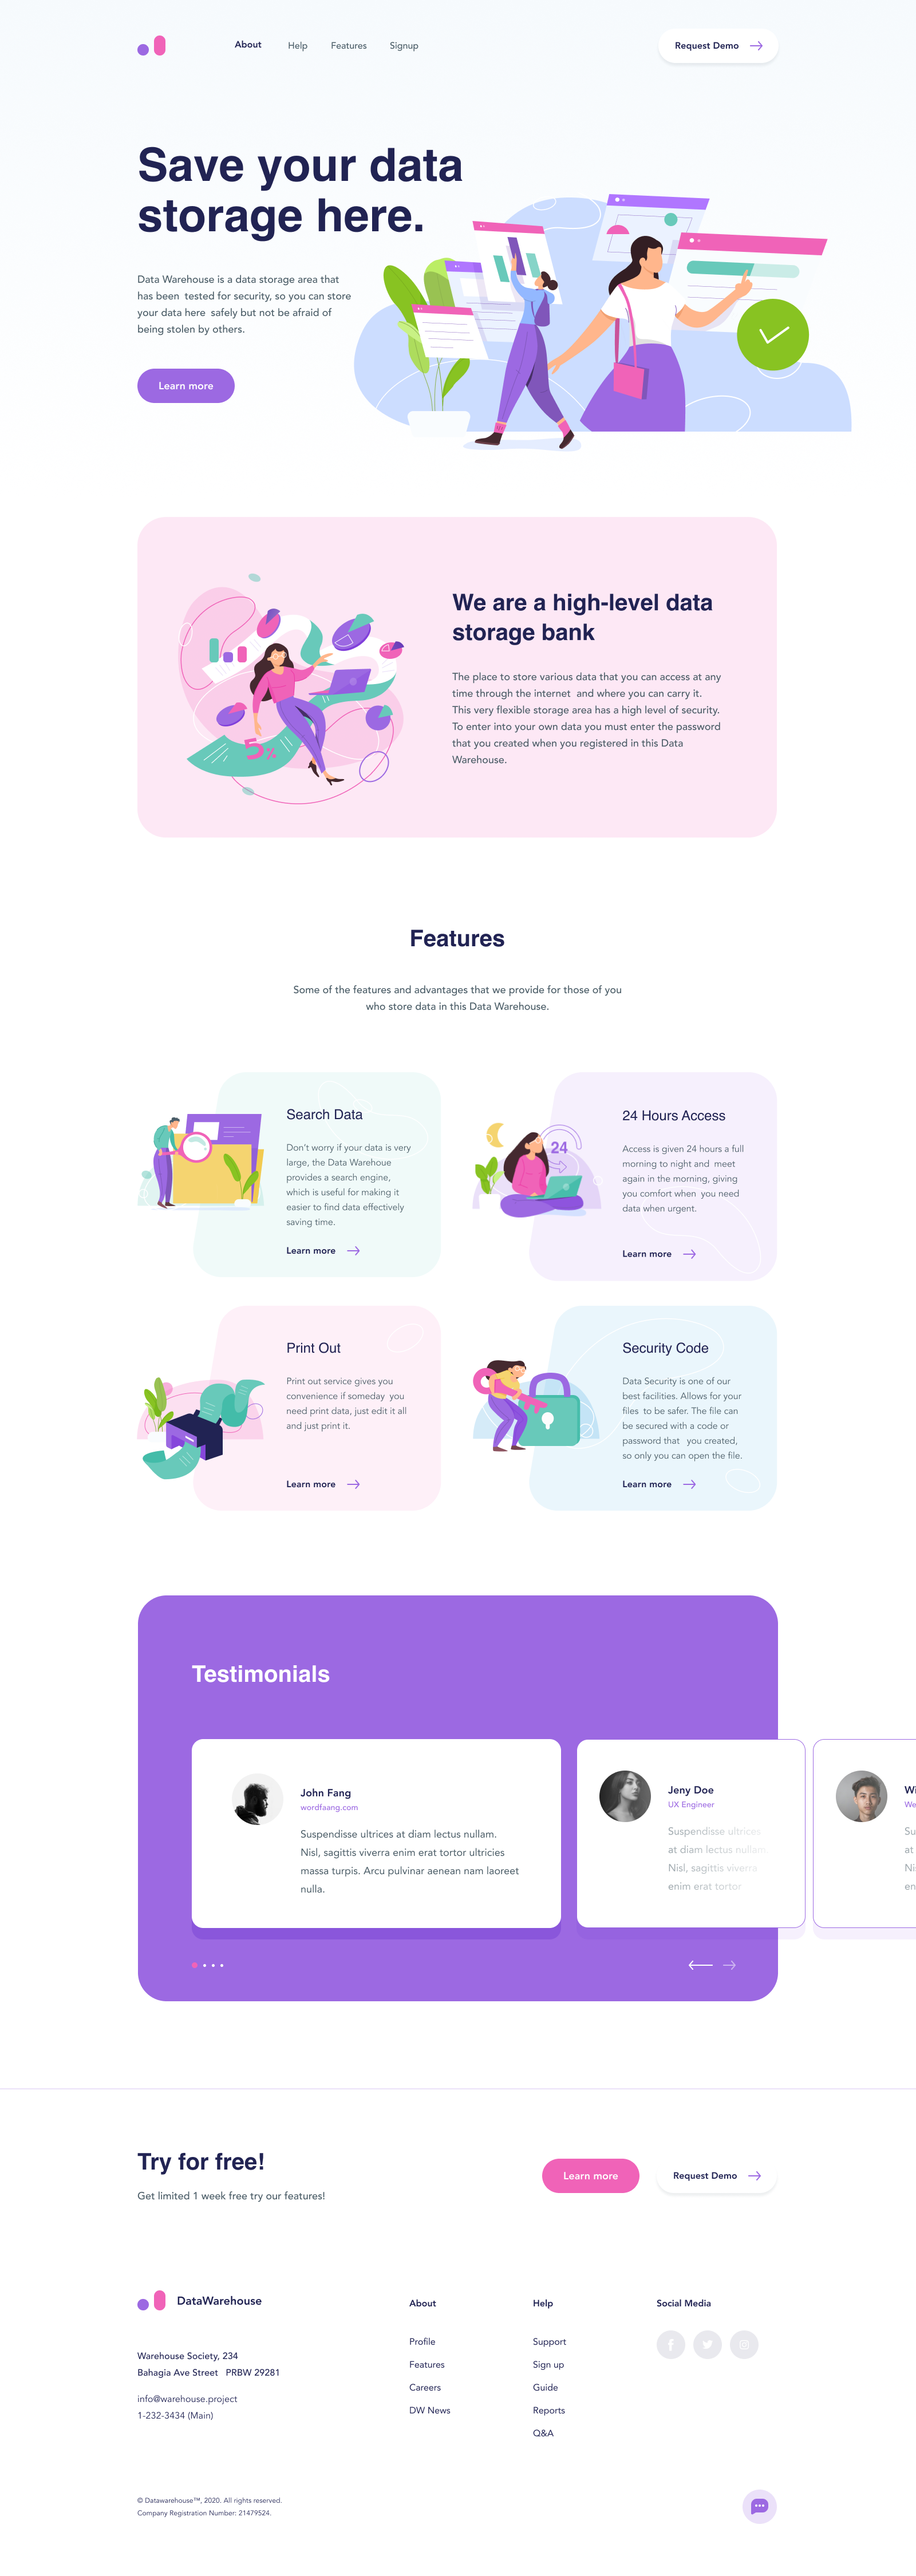 About
Help
Features
Signup
Request Demo
Save your data
storage here.
Data Warehouse is a data storage area that
has been tested for security, so you can store
your data here safely but not be afraid of
being stolen by others.
Learn more
5%
We are a high-level data
storage bank
The place to store various data that you can access at any
time through the internet and where you can carry it.
This very flexible storage area has a high level of security.
To enter into your own data you must enter the password
that you created when you registered in this Data
Warehouse.
Features
Some of the features and advantages that we provide for those of you
who store data in this Data Warehouse.
Search Data
Don't worry if your data is very
large, the Data Warehoue
provides a search engine,
which is useful for making it
easier to find data effectively
saving time.
Learn more
24
24 Hours Access
Access is given 24 hours a full
morning to night and meet
again in the morning, giving
you comfort when you need
data when urgent.
Learn more
Print Out
Print out service gives you
convenience if someday you
need print data, just edit it all
and just print it.
Learn more
Security Code
Data Security is one of our
best facilities. Allows for your
files to be safer. The file can
be secured with a code or
password that you created,
so only you can open the file.
Learn more
Testimonials
John Fang
wordfaang.com
Suspendisse ultrices at diam lectus nullam.
Nisl, sagittis viverra enim erat tortor ultricies
massa turpis. Arcu pulvinar aenean nam laoreet
nulla.
Jeny Doe
UX Engineer
Suspendisse ultrices
at diam lectus nullam.
Nisl, sagittis viverra
enim erat tortor
Wi
We
Su
at
Nis
en
Try for free!
Get limited 1 week free try our features!
Learn more
Request Demo
DataWarehouse
Warehouse Society, 234
Bahagia Ave Street PRBW 29281
info@warehouse.project
1-232-3434 (Main)
About
Profile
Features
Careers
DW News
Help
Support
Sign up
Guide
Reports
Q&A
Social Media
© Datawarehouse™, 2020. All rights reserved.
Company Registration Number: 21479524.